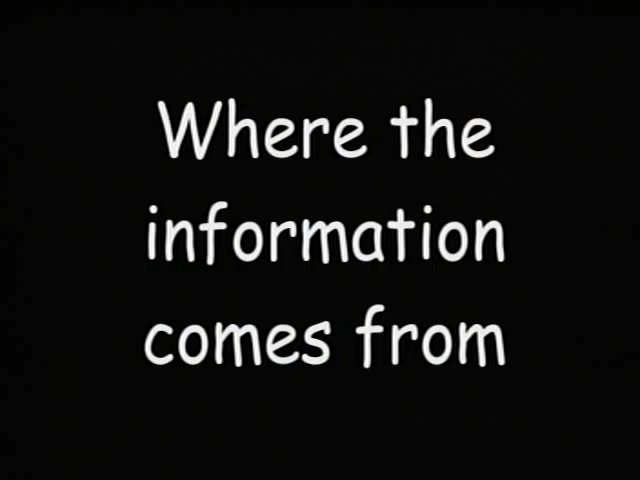 Where the
information
comes from